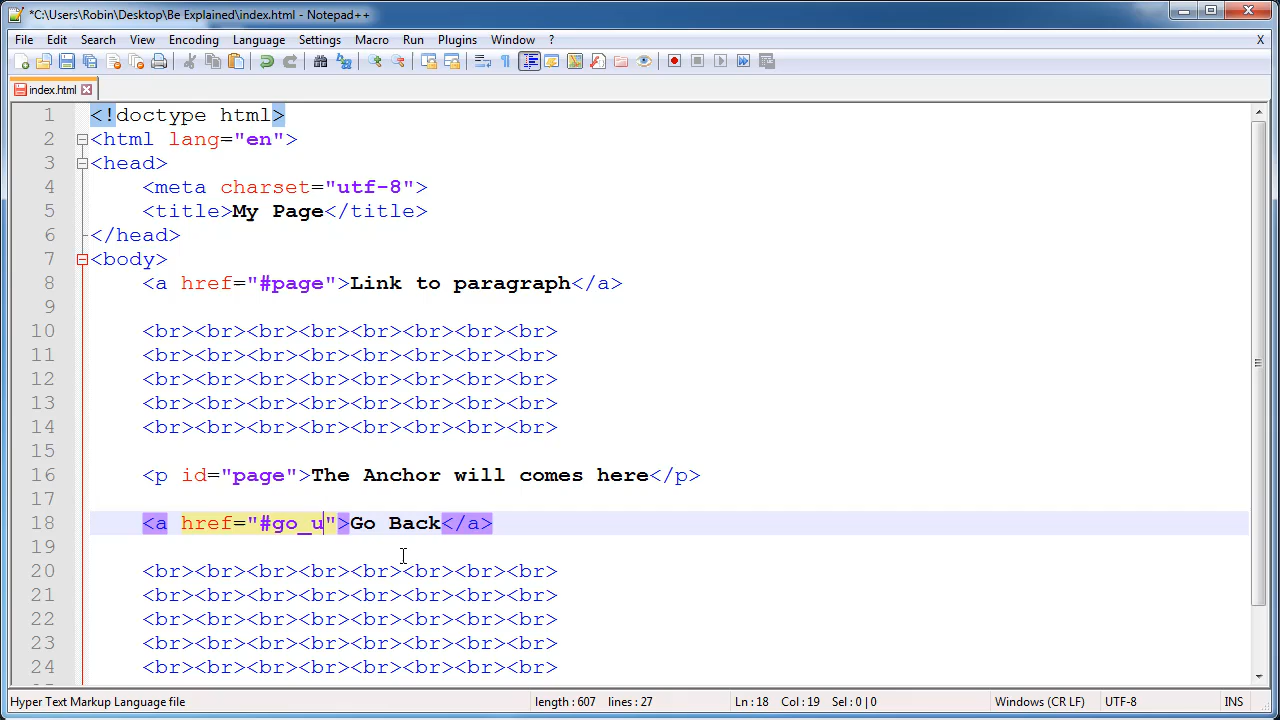 *C:\Users\Robin\Desktop\Be Explained\index.html - Notepad++
File Edit Search View Encoding Language Settings Macro Run Plugins Window ? X
index.html
1 <!doctype html>
2 <html lang="en">
3 <head>
4 <meta charset="utf-8">
5 <title>My Page</title>
6 </head>
7 <body>
8 <a href="#page">Link to paragraph</a>
9
10 <br><br><br><br><br><br><br><br>
11 <br><br><br><br><br><br><br><br>
12 <br><br><br><br><br><br><br><br>
13 <br><br><br><br><br><br><br><br>
14 <br><br><br><br><br><br><br><br>
15
16 <p id="page">The Anchor will comes here</p>
17
18 <a href="#go_u">Go Back</a>
19
20 <br><br><br><br><br><br><br><br>
21 <br><br><br><br><br><br><br><br>
22 <br><br><br><br><br><br><br><br>
23 <br><br><br><br><br><br><br><br>
24 <br><br><br><br><br><br><br><br>
Hyper Text Markup Language file length : 607 lines : 27 Ln : 18 Col : 19 Sel : 0 | 0 Windows (CR LF) UTF-8 INS